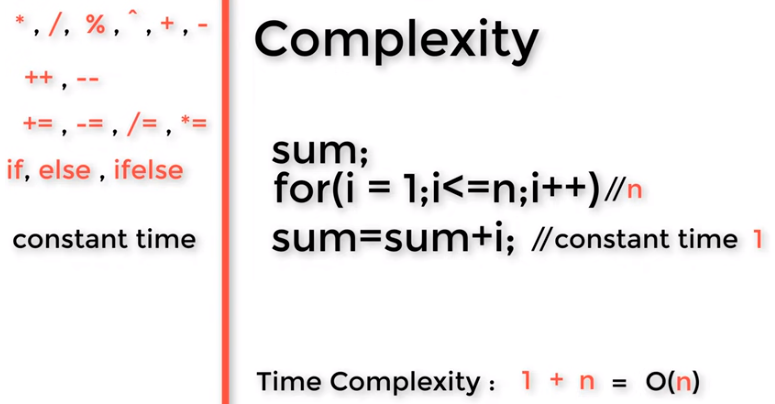 * , /, % , ^ , + , -
++ , --
+= , -= , /= , *=
if, else , ifelse
constant time
Complexity
sum;
for(i = 1;i<=n;i++)//n
sum=sum+i; //constant time 1
Time Complexity : 1 + n = O(n)